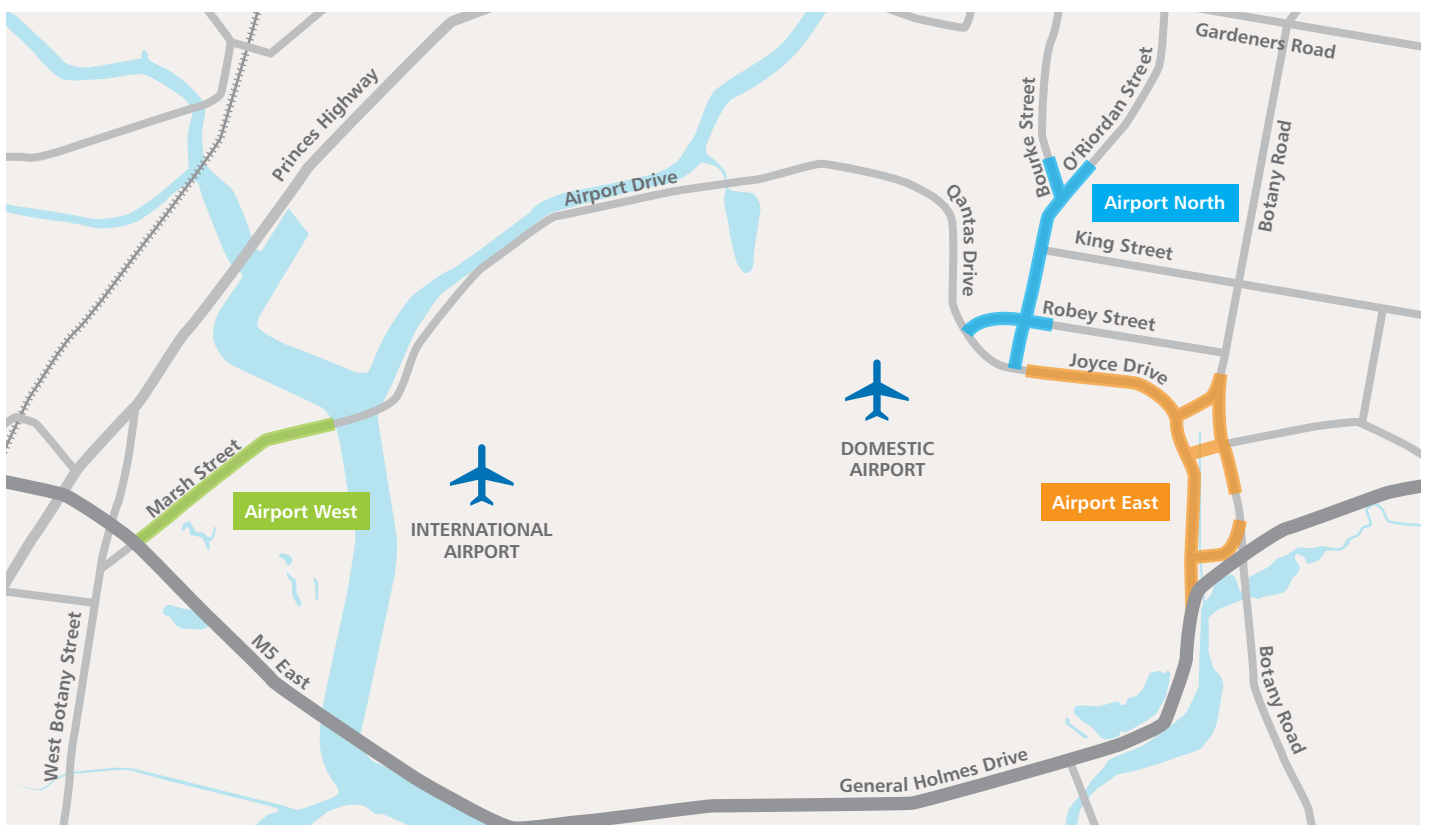 Gardeners Road
Princes Highway
Bourke Street
O'Riordan Street
Botany Road
Airport Drive
Qantas Drive
Airport North
King Street
Robey Street
Joyce Drive
Marsh Street
Airport West
INTERNATIONAL
AIRPORT
DOMESTIC
AIRPORT
Airport East
West Botany Street
M5 East
General Holmes Drive
Botany Road